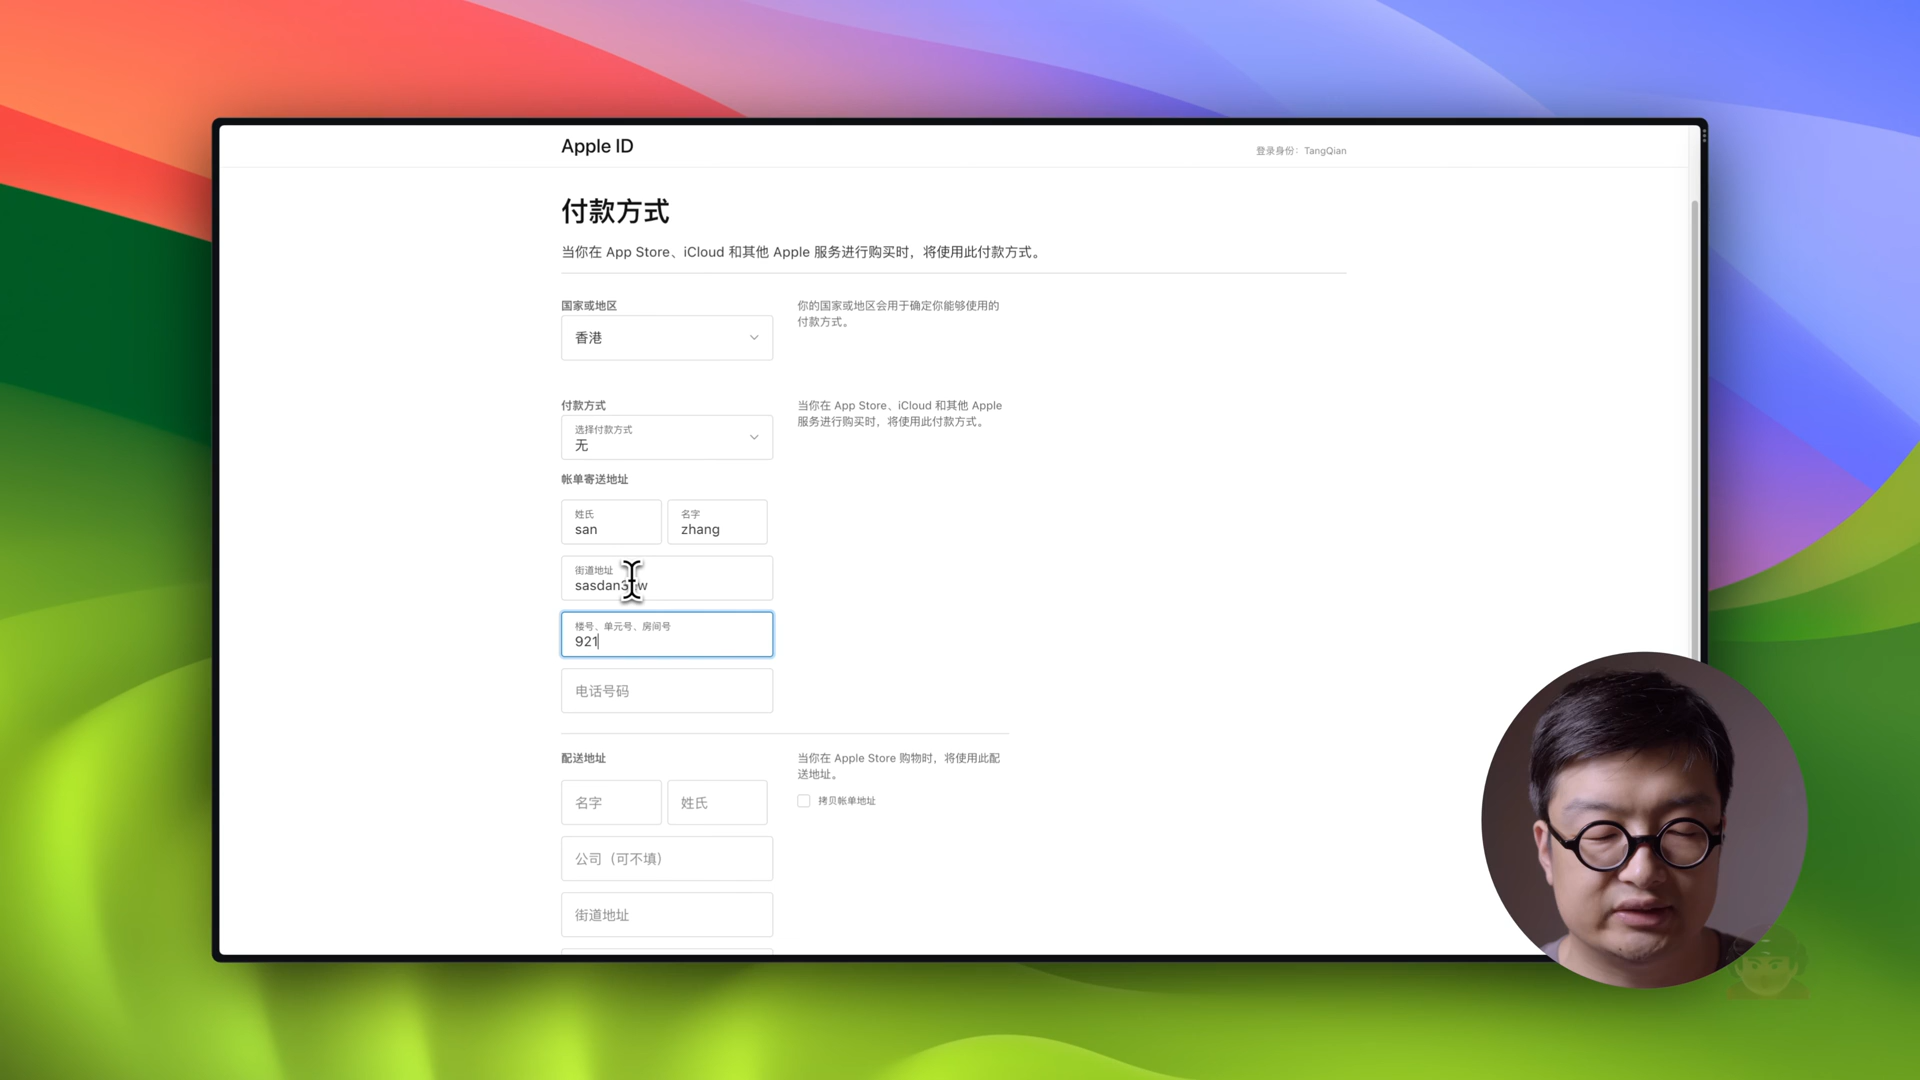 Apple ID
登录身份：TangQian
付款方式
当你在 App Store、iCloud 和其他 Apple 服务进行购买时，将使用此付款方式。
国家或地区
香港
你的国家或地区会用于确定你能够使用的
付款方式。
付款方式
选择付款方式
无
当你在 App Store、iCloud 和其他 Apple
服务进行购买时，将使用此付款方式。
帐单寄送地址
姓氏
san
名字
zhang
街道地址
楼号、单元号、房间号
921
电话号码
配送地址
当你在 Apple Store 购物时，将使用此配
送地址。
拷贝帐单地址
名字
姓氏
公司（可不填）
街道地址